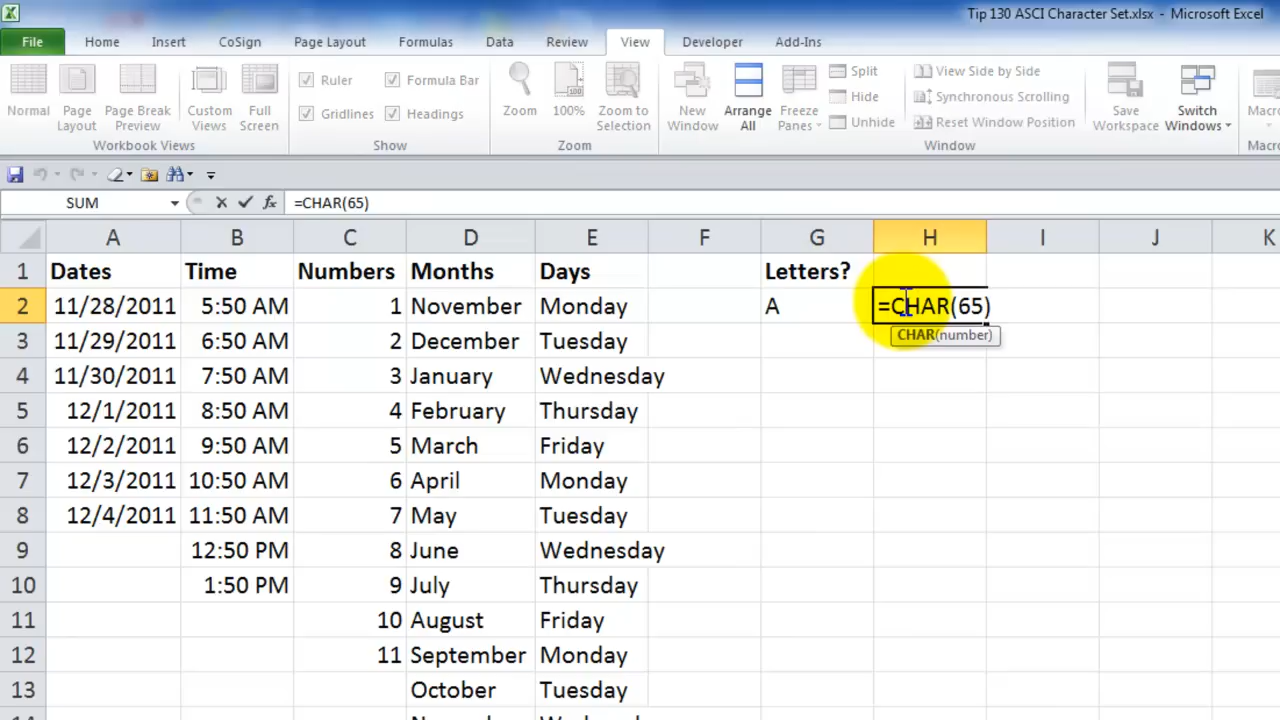 Tip 130 ASCI Character Set.xlsx - Microsoft Excel
File Home Insert CoSign Page Layout Formulas Data Review View Developer Add-Ins
Normal
Page Layout
Page Break Preview
Custom Views
Full Screen
Workbook Views
Ruler
Formula Bar
Gridlines
Headings
Show
Zoom
100%
Zoom to Selection
Zoom
New Window
Arrange All
Freeze Panes
Split
Hide
Unhide
View Side by Side
Synchronous Scrolling
Reset Window Position
Save Workspace
Switch Windows
Window
Macro
Macro
SUM fx =CHAR(65)
A B C D E F G H I J K
1 Dates Time Numbers Months Days Letters?
2 11/28/2011 5:50 AM 1 November Monday A =CHAR(65)
CHAR(number)
3 11/29/2011 6:50 AM 2 December Tuesday
4 11/30/2011 7:50 AM 3 January Wednesday
5 12/1/2011 8:50 AM 4 February Thursday
6 12/2/2011 9:50 AM 5 March Friday
7 12/3/2011 10:50 AM 6 April Monday
8 12/4/2011 11:50 AM 7 May Tuesday
9 12:50 PM 8 June Wednesday
10 1:50 PM 9 July Thursday
11 10 August Friday
12 11 September Monday
13 October Tuesday